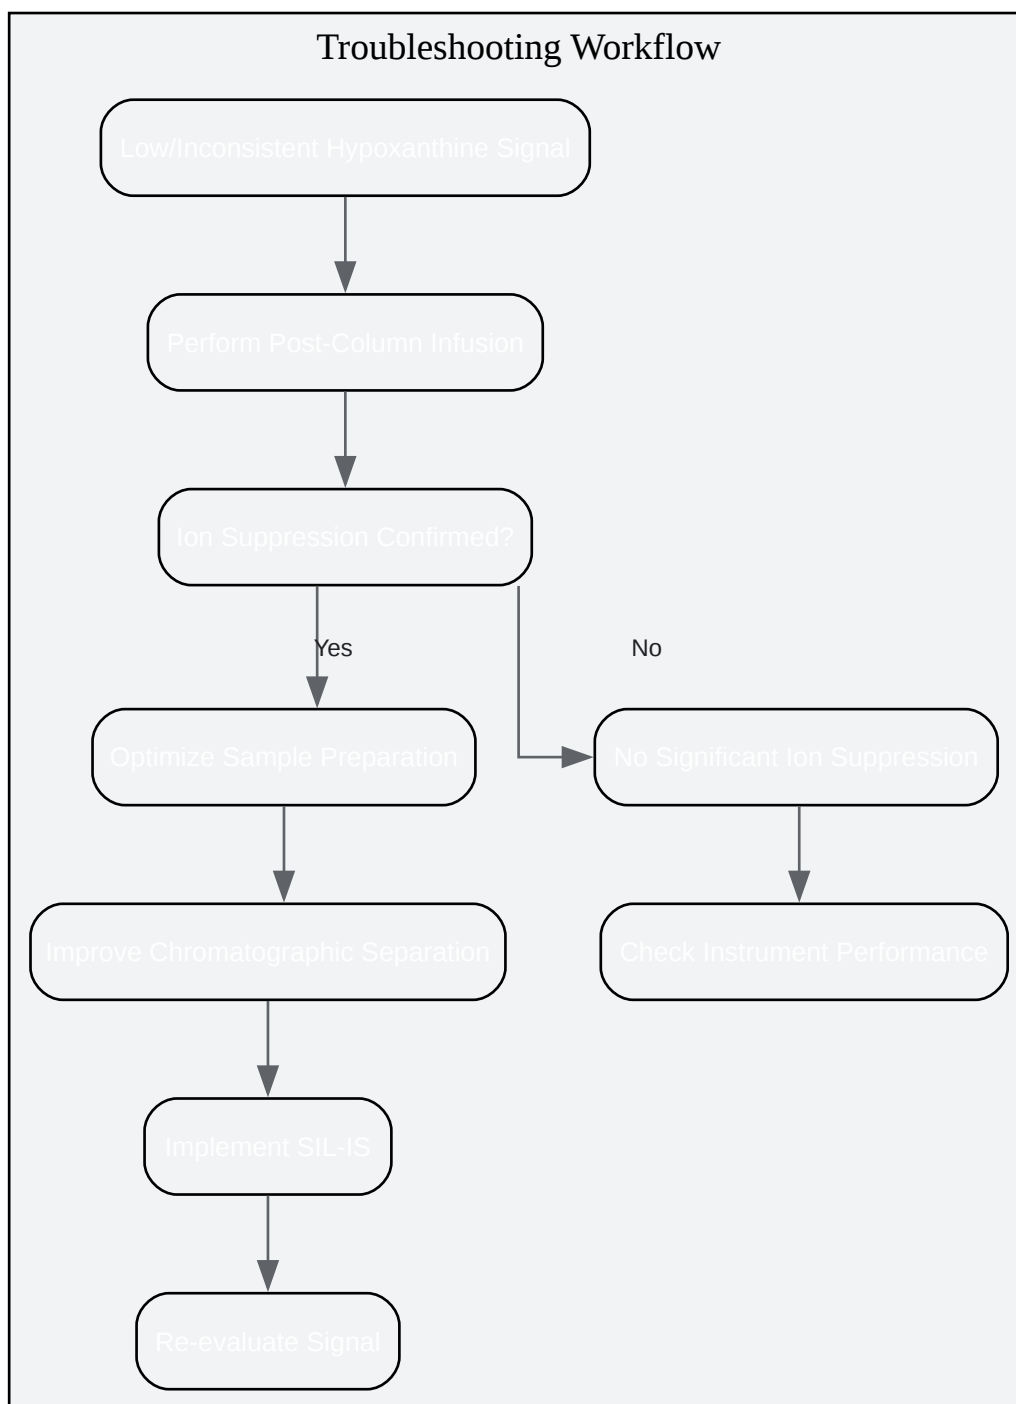 Troubleshooting Workflow
Low/Inconsistent Hypoxanthine Signal
Perform Post-Column Infusion
Ion Suppression Confirmed?
Yes
No
Optimize Sample Preparation
No Significant Ion Suppression
Improve Chromatographic Separation
Check Instrument Performance
Implement SIL-IS
Re-evaluate Signal